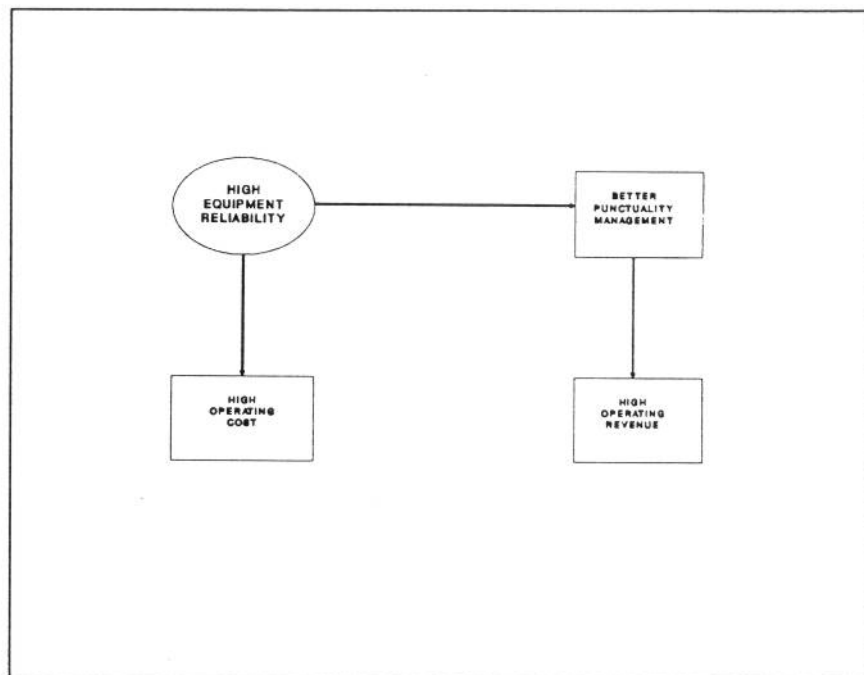 HIGH
EQUIPMENT
RELIABILITY
BETTER
PUNCTUALITY
MANAGEMENT
HIGH
OPERATING
COST
HIGH
OPERATING
REVENUE